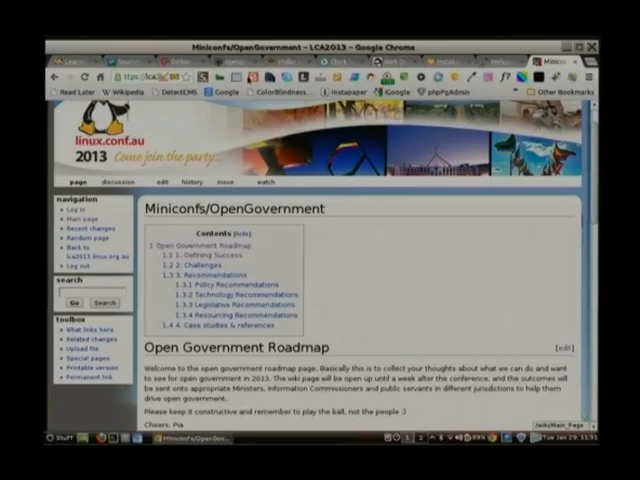 Miniconfs/OpenGovernment - LCA2013 - Google Chrome
Read Later Wikipedia DetectCMS Google ColorBlindness... Instapaper iGoogle phpPgAdmin Other Bookmarks
linux.conf.au
2013 Come join the party...
page discussion edit history move watch
navigation
Log in
Main page
Recent changes
Random page
Back to
lca2013.linux.org.au
Log out
search
Go Search
toolbox
What links here
Related changes
Upload file
Special pages
Printable version
Permanent link
Miniconfs/OpenGovernment
Contents [hide]
1 Open Government Roadmap
1.1 1. Defining Success
1.2 2. Challenges
1.3 3. Recommendations
1.3.1 Policy Recommendations
1.3.2 Technology Recommendations
1.3.3 Legislative Recommendations
1.3.4 Resourcing Recommendations
1.4 4. Case studies & references
Open Government Roadmap [edit]
Welcome to the open government roadmap page. Basically this is to collect your thoughts about what we can do and want
to see for open government in 2013. The wiki page will be open up until a week after the conference, and the outcomes will
be sent onto appropriate Ministers, Information Commissioners and public servants in different jurisdictions to help them
drive open government.
Please keep it constructive and remember to play the ball, not the people :)
Cheers, Pia
/wiki/Main_Page
Stuff Miniconfs/OpenGov... 1 2 99% Tue Jan 29, 11:31